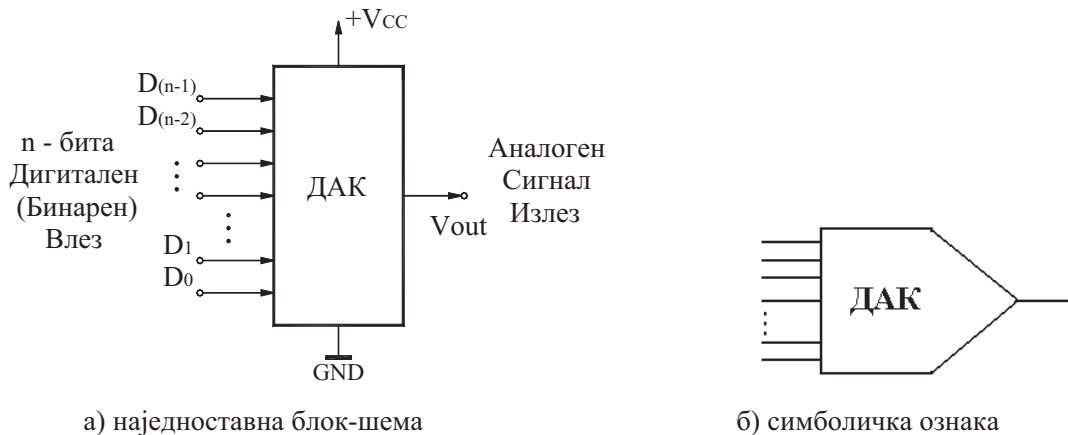 +VCC
D(n-1)
D(n-2)
n - бита
Дигитален
(Бинарен)
Влез
D1
D0
ДАК
Аналоген
Сигнал
Излез
Vout
GND
ДАК
а) наједноставна блок-шема
б) симболичка ознака